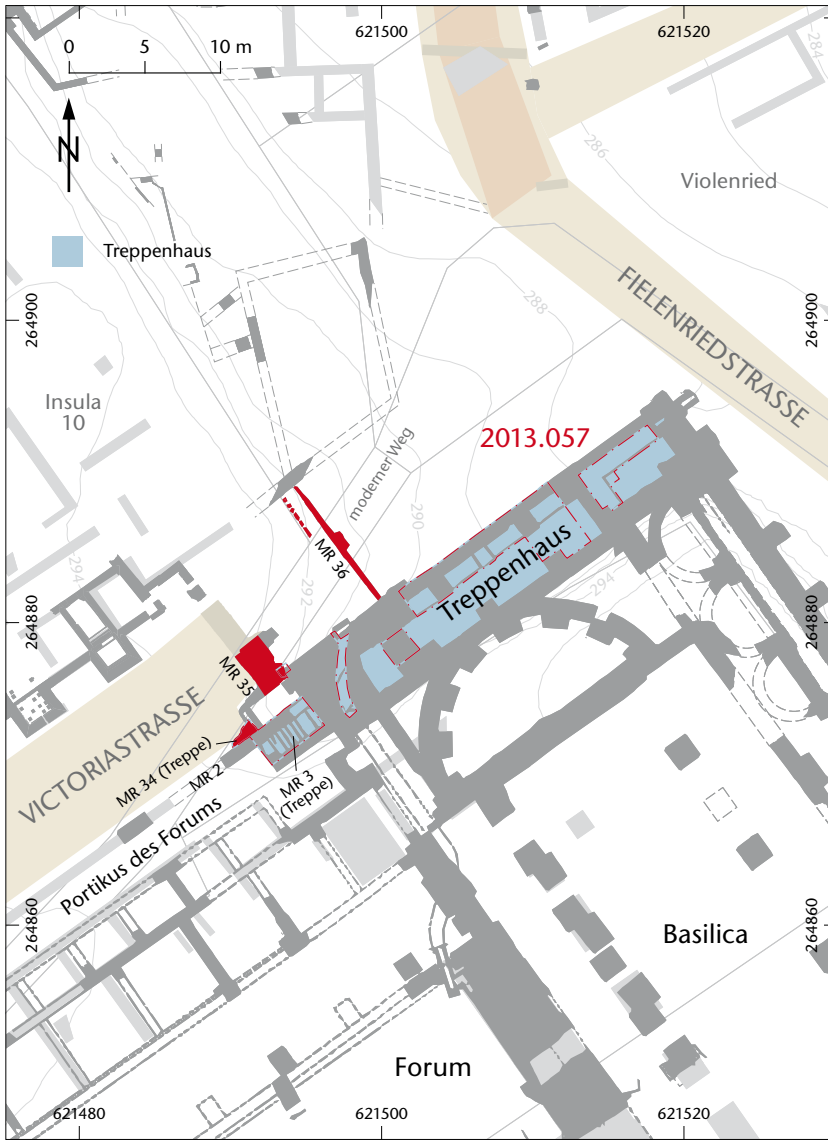 621500
621520
0 5 10 m
284
N
286
Violenried
Treppenhaus
288
264900
264900
FIELENRIEDSTRASSE
Insula
10
2013.057
moderner Weg
290
294
MR 36
292
Treppenhaus
294
264880
264880
MR 35
VICTORIASTRASSE
MR 34 (Treppe)
MR 2
MR 3
(Treppe)
Portikus des Forums
264860
264860
Basilica
Forum
621480
621500
621520